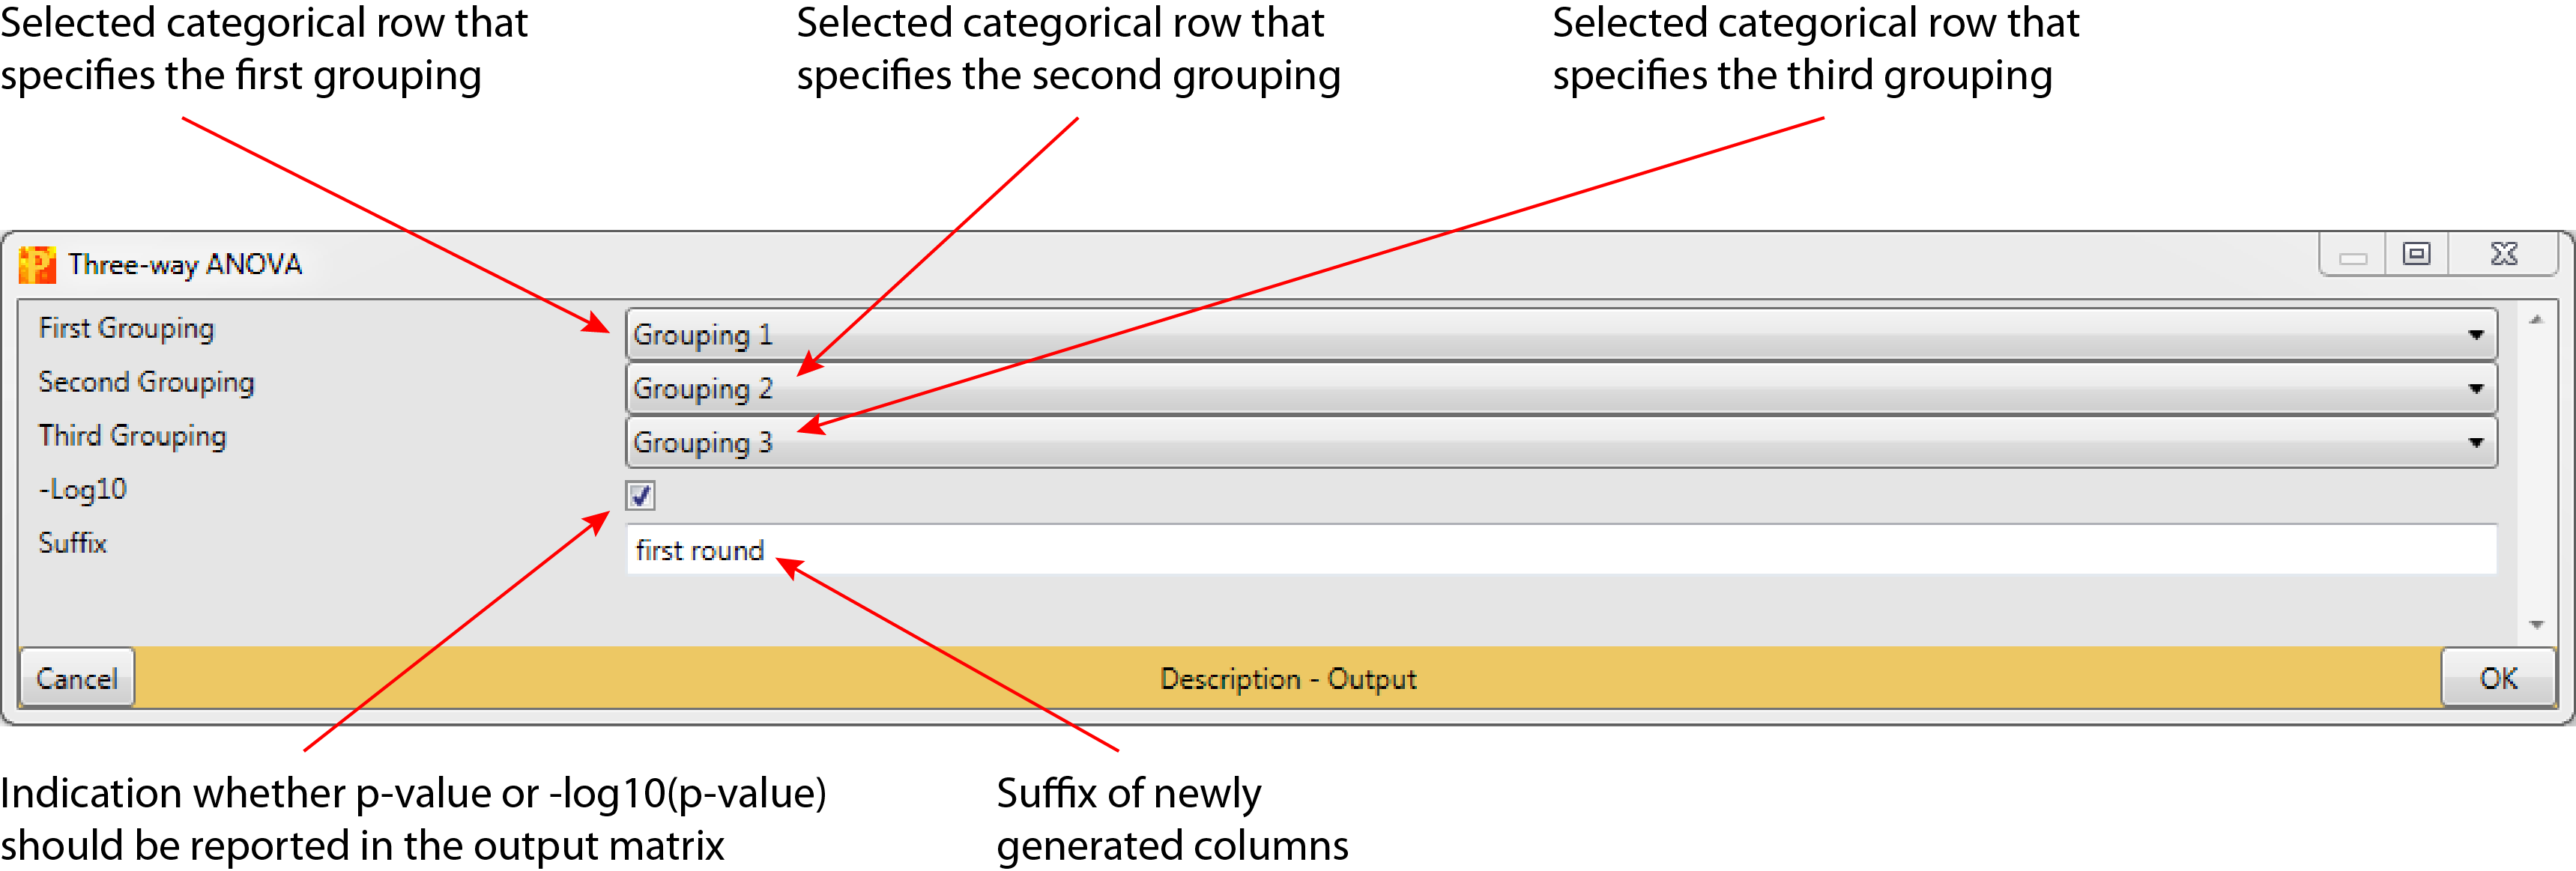 Selected categorical row that
specifies the first grouping
Selected categorical row that
specifies the second grouping
Selected categorical row that
specifies the third grouping
Three-way ANOVA
First Grouping
Grouping 1
Second Grouping
Grouping 2
Third Grouping
Grouping 3
-Log10
Suffix
first round
Cancel
Description - Output
OK
Indication whether p-value or -log10(p-value)
should be reported in the output matrix
Suffix of newly
generated columns